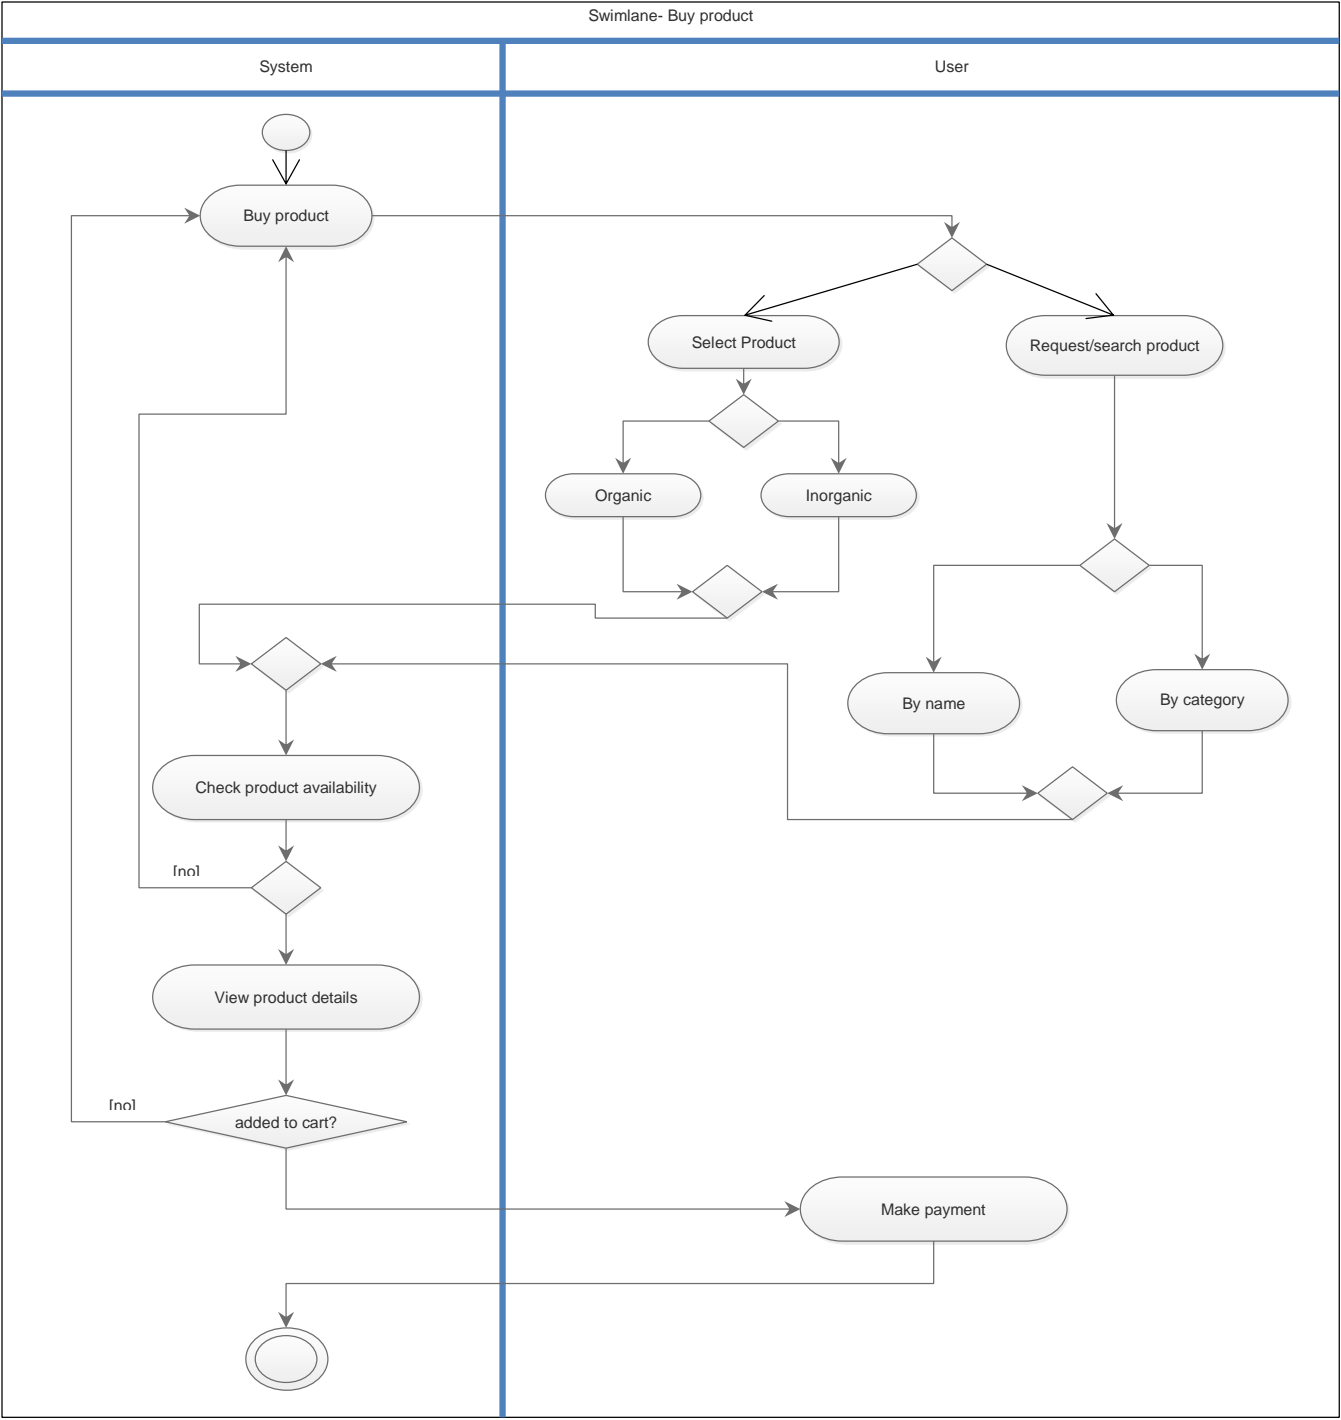 Swimlane- Buy product
System
User
Buy product
Select Product
Request/search product
Organic
Inorganic
By name
By category
Check product availability
[no]
View product details
[no]
added to cart?
Make payment